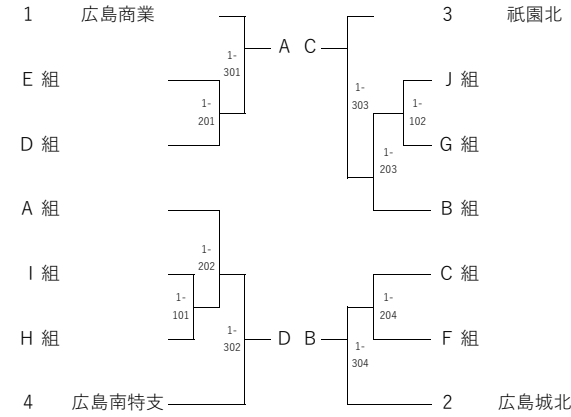 1 広島商業
E 組
D 組
A 組
I 組
H 組
4 広島南特支
1-301
1-201
1-202
1-101
1-302
A C
D B
1-303
1-102
1-203
1-204
1-304
3 祇園北
J 組
G 組
B 組
C 組
F 組
2 広島城北